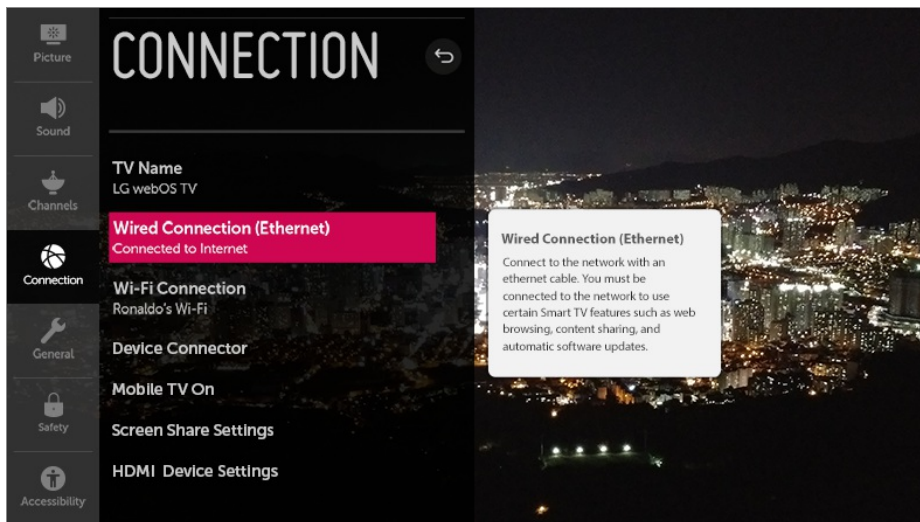 Picture
Sound
Channels
Connection
General
Safety
Accessibility
CONNECTION
TV Name
LG webOS TV
Wired Connection (Ethernet)
Connected to Internet
Wi-Fi Connection
Ronaldo's Wi-Fi
Device Connector
Mobile TV On
Screen Share Settings
HDMI Device Settings
Wired Connection (Ethernet)
Connect to the network with an
ethernet cable. You must be
connected to the network to use
certain Smart TV features such as web
browsing, content sharing, and
automatic software updates.